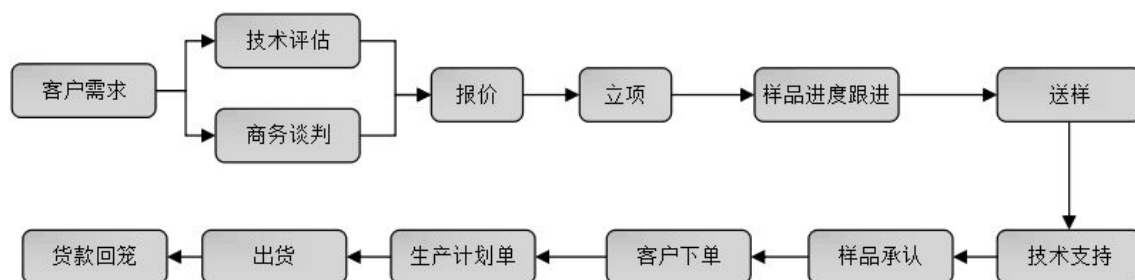 客户需求
技术评估
商务谈判
报价
立项
样品进度跟进
送样
技术支持
样品承认
客户下单
生产计划单
出货
货款回笼